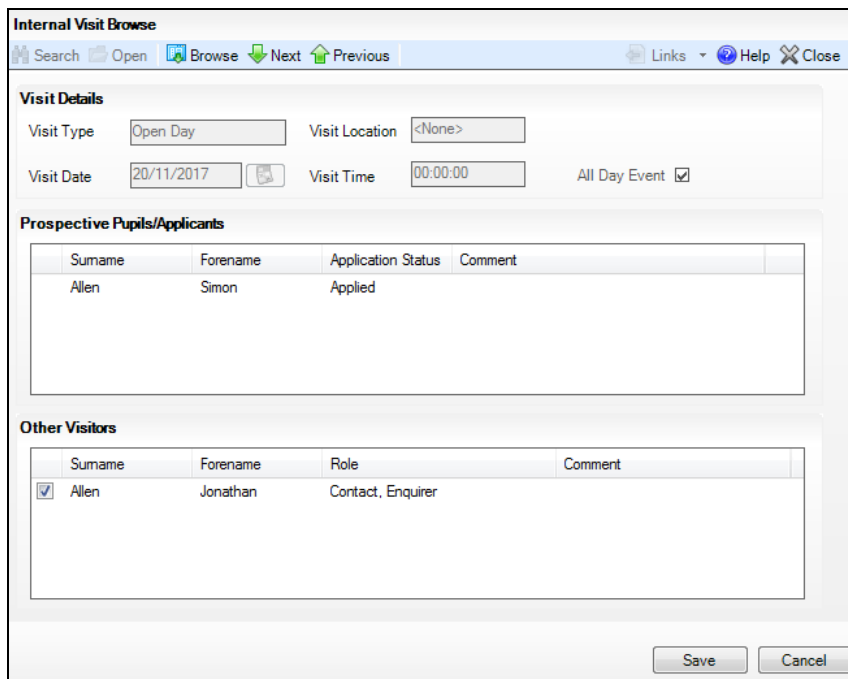 Internal Visit Browse
Search Open Browse Next Previous Links Help Close
Visit Details
Visit Type Open Day Visit Location <None>
Visit Date 20/11/2017 Visit Time 00:00:00 All Day Event
Prospective Pupils/Applicants
Surname Forename Application Status Comment
Allen Simon Applied
Other Visitors
Surname Forename Role Comment
Allen Jonathan Contact, Enquirer
Save Cancel